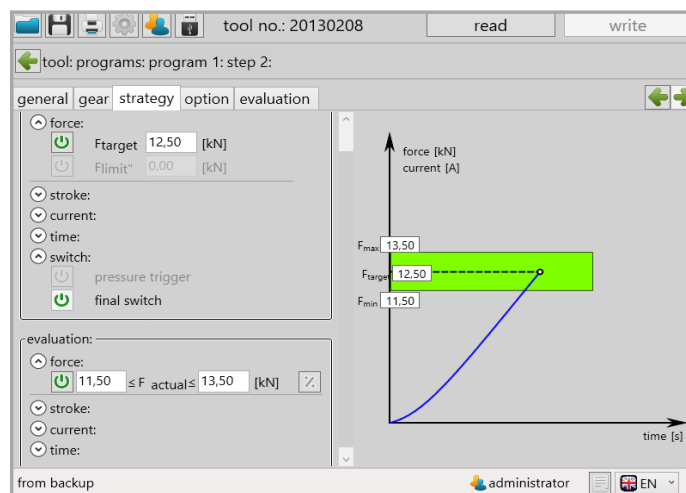 tool no.: 20130208 read write
tool: programs: program 1: step 2:
general gear strategy option evaluation
force:
Ftarget 12,50 [kN]
Flimit" 0,00 [kN]
stroke:
current:
time:
switch:
pressure trigger
final switch
evaluation:
force:
11,50 ≤ F actual ≤ 13,50 [kN] %
stroke:
current:
time:
force [kN]
current [A]
Fmax 13,50
Ftarget 12,50
Fmin 11,50
time [s]
from backup administrator EN